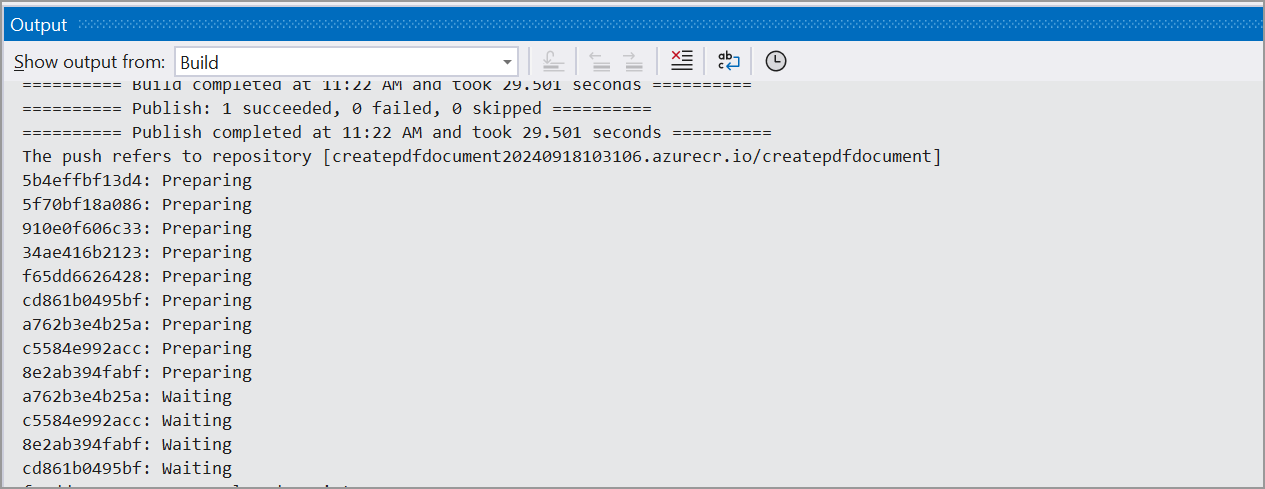 Output
Show output from: Build
========== Build completed at 11:22 AM and took 29.501 seconds ==========
========== Publish: 1 succeeded, 0 failed, 0 skipped ==========
========== Publish completed at 11:22 AM and took 29.501 seconds ==========
The push refers to repository [createpdfdocument20240918103106.azurecr.io/createpdfdocument]
5b4effbf13d4: Preparing
5f70bf18a086: Preparing
910e0f606c33: Preparing
34ae416b2123: Preparing
f65dd6626428: Preparing
cd861b0495bf: Preparing
a762b3e4b25a: Preparing
c5584e992acc: Preparing
8e2ab394fabf: Preparing
a762b3e4b25a: Waiting
c5584e992acc: Waiting
8e2ab394fabf: Waiting
cd861b0495bf: Waiting